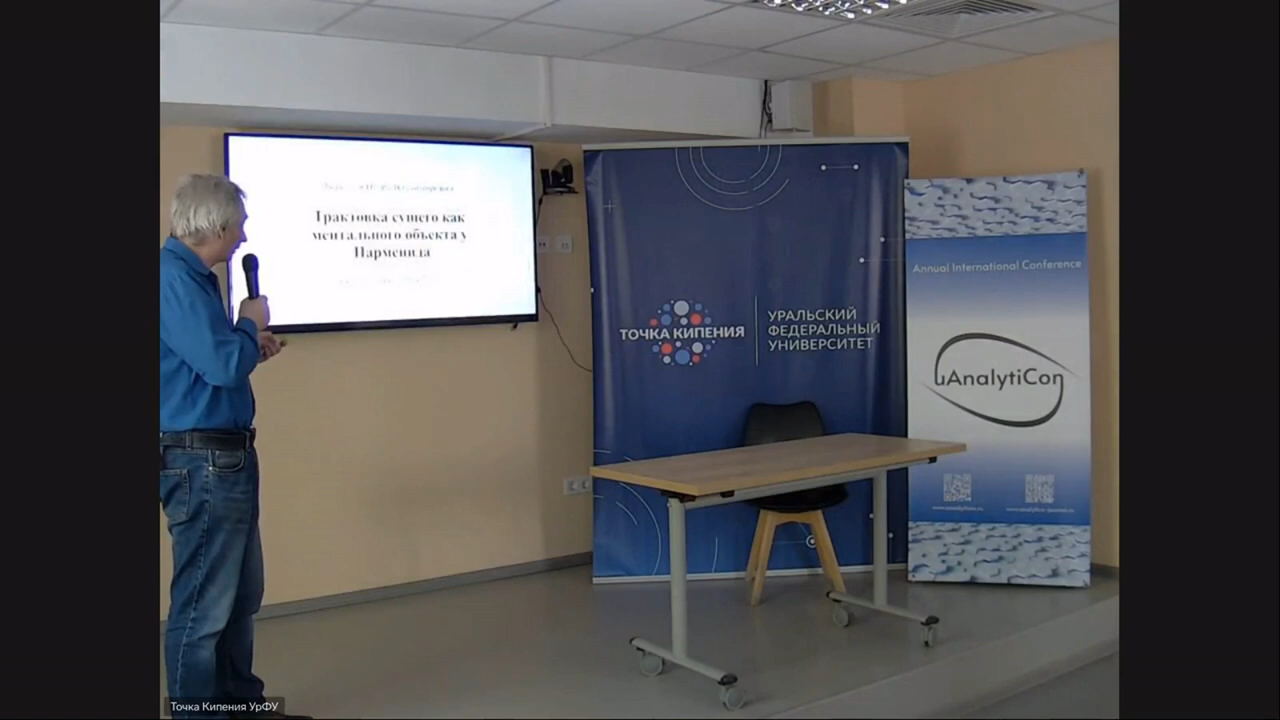 Трактовка сущего как
ментального объекта у
Парменида
ТОЧКА КИПЕНИЯ
УРАЛЬСКИЙ
ФЕДЕРАЛЬНЫЙ
УНИВЕРСИТЕТ
Annual International Conference
uAnalytiCon
Точка Кипения УрФУ